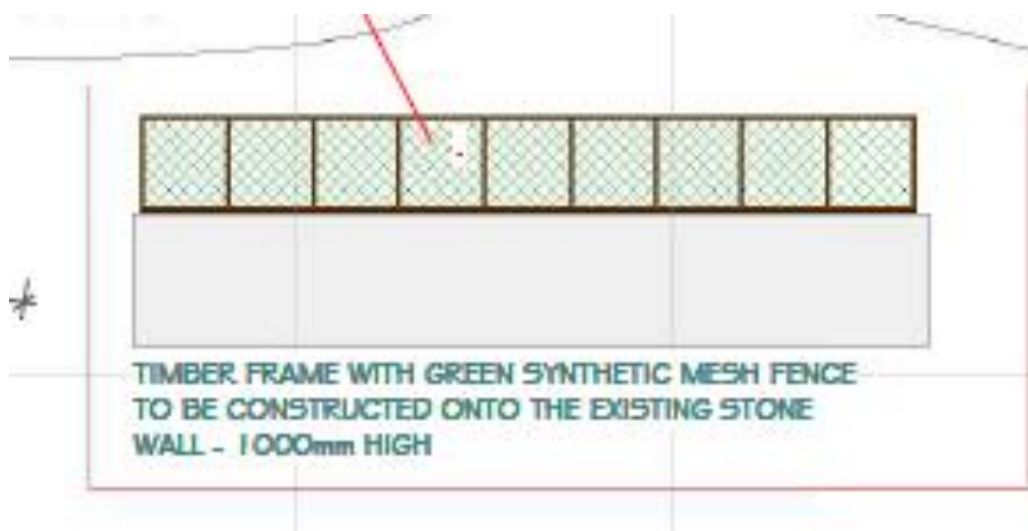 TIMBER FRAME WITH GREEN SYNTHETIC MESH FENCE
TO BE CONSTRUCTED ONTO THE EXISTING STONE
WALL - 1000mm HIGH